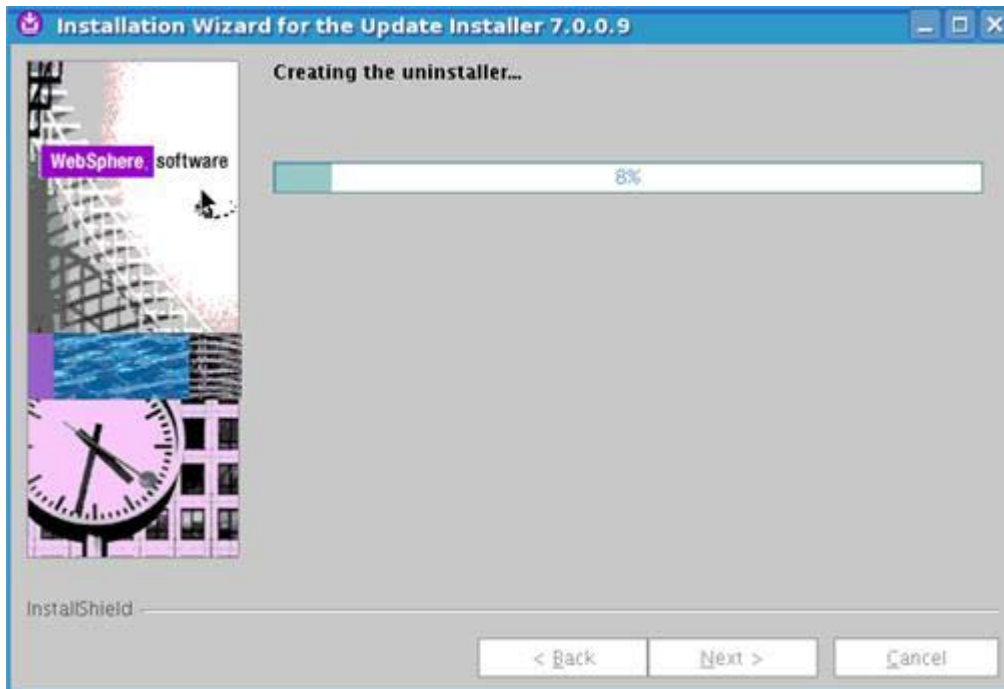 Installation Wizard for the Update Installer 7.0.0.9
Creating the uninstaller...
WebSphere. software
8%
InstallShield
< Back
Next >
Cancel